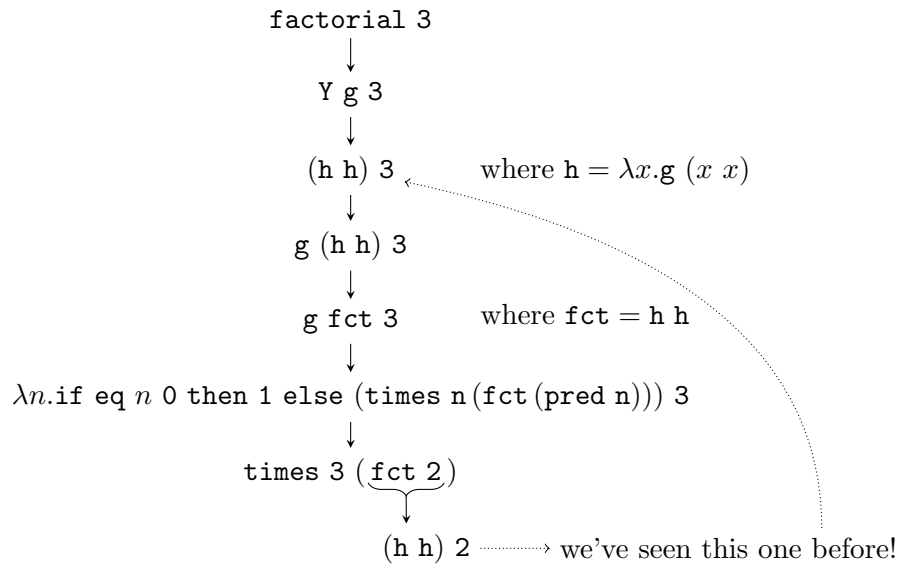 factorial 3
Y g 3
(h h) 3 where h = λx.g (x x)
g (h h) 3
g fct 3 where fct = h h
λn.if eq n 0 then 1 else (times n (fct (pred n))) 3
times 3 (fct 2)
(h h) 2 we've seen this one before!